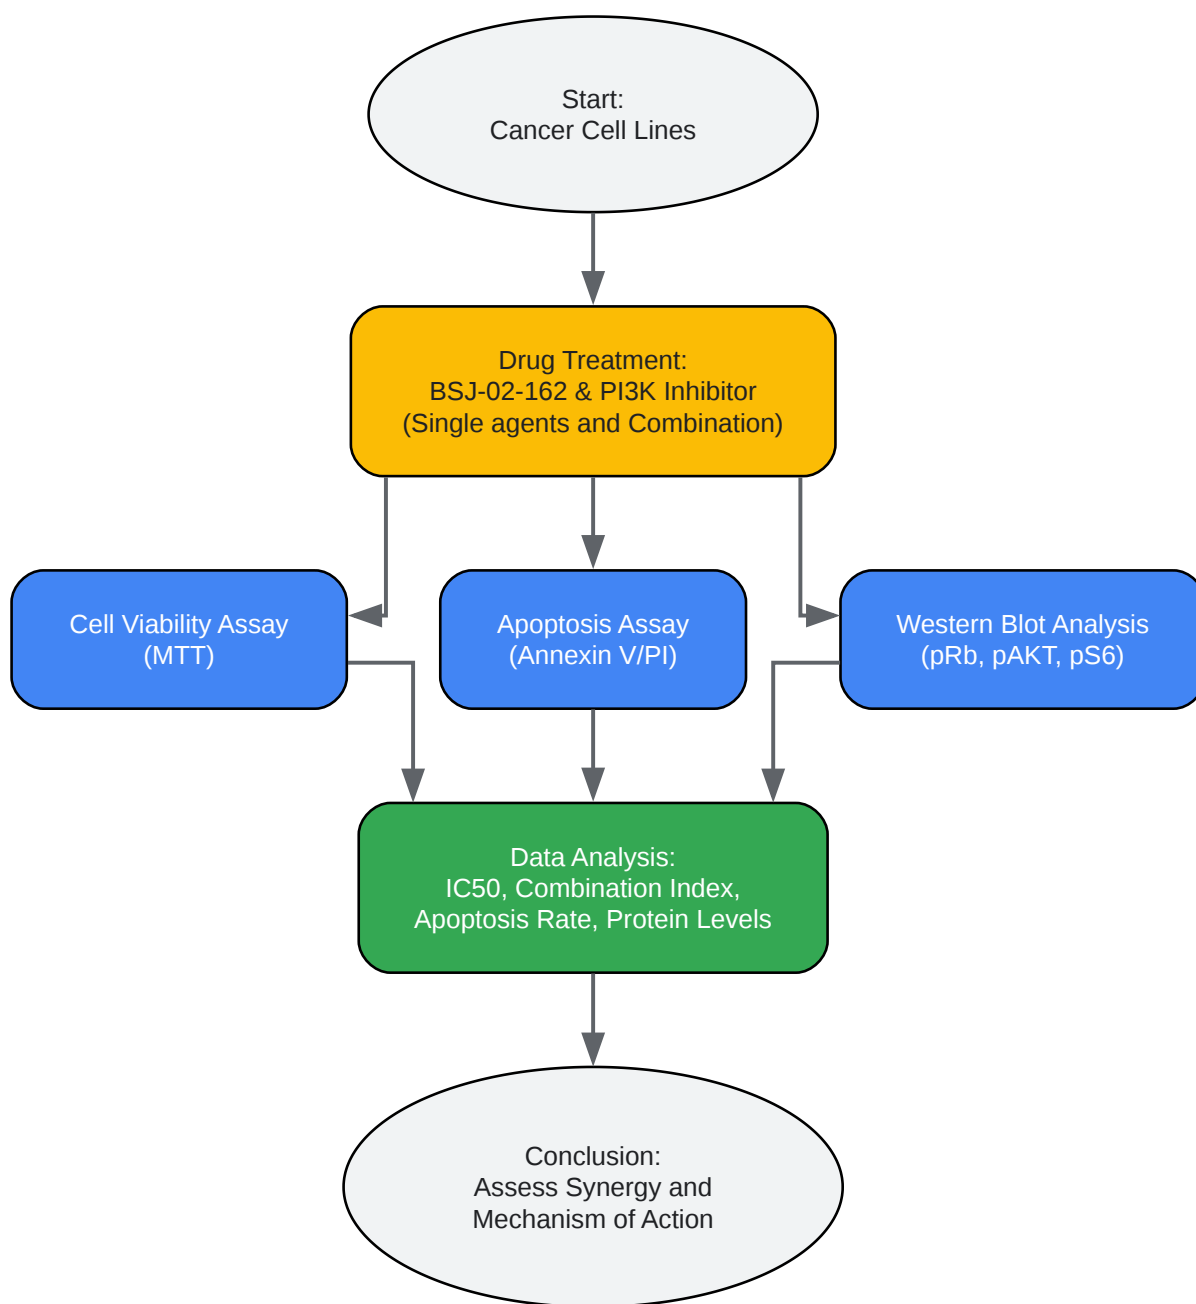 Start:
Cancer Cell Lines
Drug Treatment:
BSJ-02-162 & PI3K Inhibitor
(Single agents and Combination)
Cell Viability Assay
(MTT)
Apoptosis Assay
(Annexin V/PI)
Western Blot Analysis
(pRb, pAKT, pS6)
Data Analysis:
IC50, Combination Index,
Apoptosis Rate, Protein Levels
Conclusion:
Assess Synergy and
Mechanism of Action